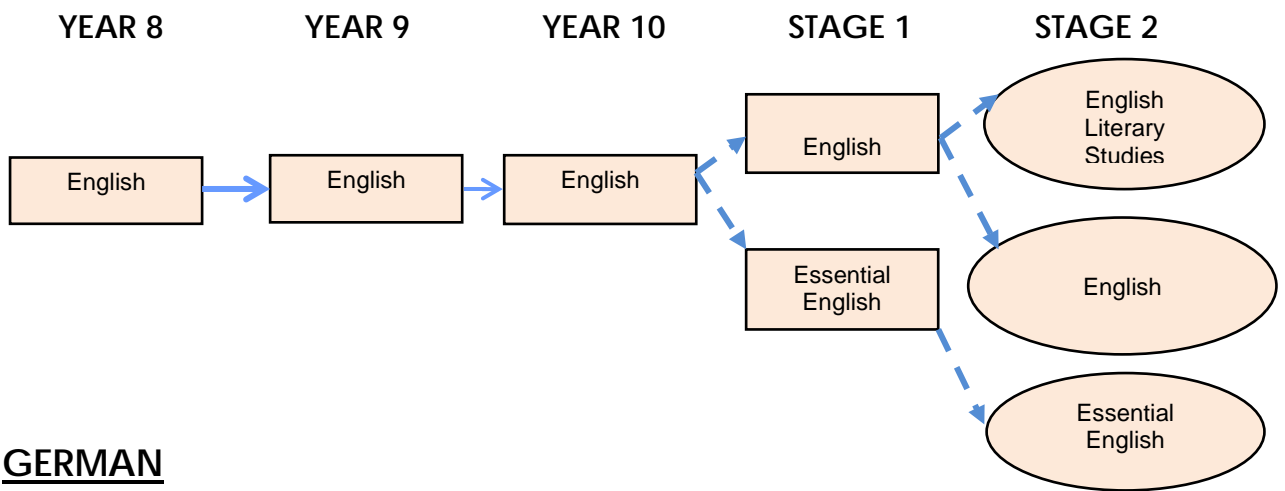 YEAR 8 YEAR 9 YEAR 10 STAGE 1 STAGE 2
English
English
English
English
Essential
English
English
Literary
Studies
English
Essential
English
GERMAN